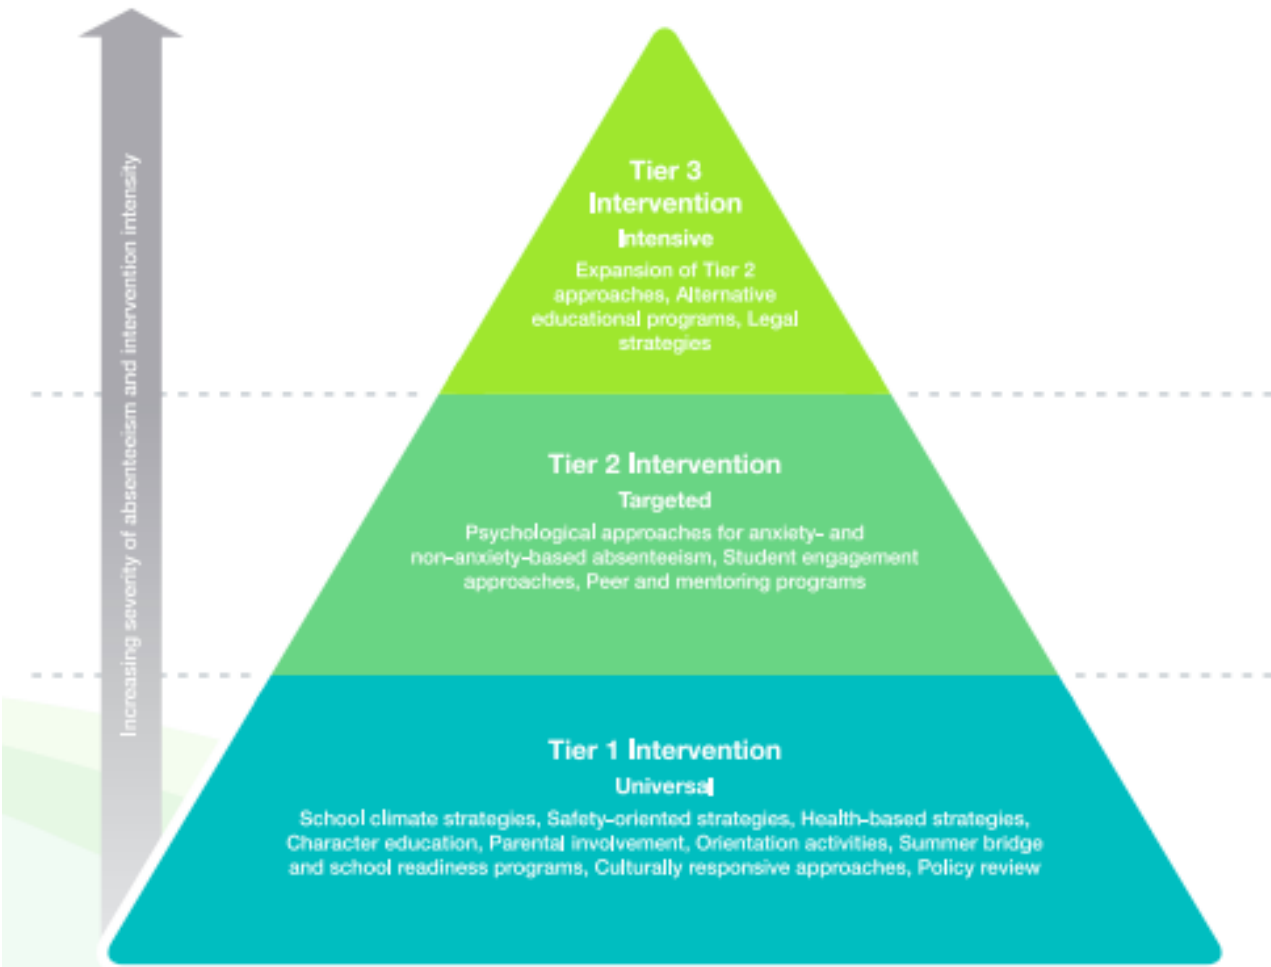 Increasing severity of absenteeism and intervention intensity
Tier 3
Intervention
Intensive
Expansion of Tier 2
approaches, Alternative
educational programs, Legal
strategies
Tier 2 Intervention
Targeted
Psychological approaches for anxiety- and
non-anxiety-based absenteeism, Student engagement
approaches, Peer and mentoring programs
Tier 1 Intervention
Universal
School climate strategies, Safety-oriented strategies, Health-based strategies,
Character education, Parental involvement, Orientation activities, Summer bridge
and school readiness programs, Culturally responsive approaches, Policy review